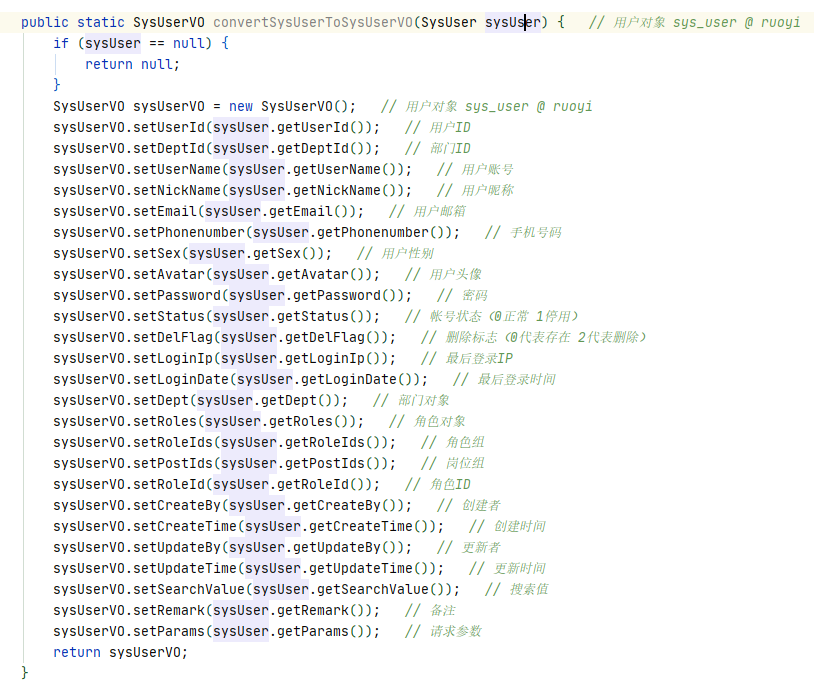 public static SysUserVO convertSysUserToSysUserVO(SysUser sysUser) {   // 用户对象 sys_user @ ruoyi
    if (sysUser == null) {
        return null;
    }
    SysUserVO sysUserVO = new SysUserVO();   // 用户对象 sys_user @ ruoyi
    sysUserVO.setUserId(sysUser.getUserId());   // 用户ID
    sysUserVO.setDeptId(sysUser.getDeptId());   // 部门ID
    sysUserVO.setUserName(sysUser.getUserName());   // 用户账号
    sysUserVO.setNickName(sysUser.getNickName());   // 用户昵称
    sysUserVO.setEmail(sysUser.getEmail());   // 用户邮箱
    sysUserVO.setPhonenumber(sysUser.getPhonenumber());   // 手机号码
    sysUserVO.setSex(sysUser.getSex());   // 用户性别
    sysUserVO.setAvatar(sysUser.getAvatar());   // 用户头像
    sysUserVO.setPassword(sysUser.getPassword());   // 密码
    sysUserVO.setStatus(sysUser.getStatus());   // 帐号状态（0正常 1停用）
    sysUserVO.setDelFlag(sysUser.getDelFlag());   // 删除标志（0代表存在 2代表删除）
    sysUserVO.setLoginIp(sysUser.getLoginIp());   // 最后登录IP
    sysUserVO.setLoginDate(sysUser.getLoginDate());   // 最后登录时间
    sysUserVO.setDept(sysUser.getDept());   // 部门对象
    sysUserVO.setRoles(sysUser.getRoles());   // 角色对象
    sysUserVO.setRoleIds(sysUser.getRoleIds());   // 角色组
    sysUserVO.setPostIds(sysUser.getPostIds());   // 岗位组
    sysUserVO.setRoleId(sysUser.getRoleId());   // 角色ID
    sysUserVO.setCreateBy(sysUser.getCreateBy());   // 创建者
    sysUserVO.setCreateTime(sysUser.getCreateTime());   // 创建时间
    sysUserVO.setUpdateBy(sysUser.getUpdateBy());   // 更新者
    sysUserVO.setUpdateTime(sysUser.getUpdateTime());   // 更新时间
    sysUserVO.setSearchValue(sysUser.getSearchValue());   // 搜索值
    sysUserVO.setRemark(sysUser.getRemark());   // 备注
    sysUserVO.setParams(sysUser.getParams());   // 请求参数
    return sysUserVO;
}